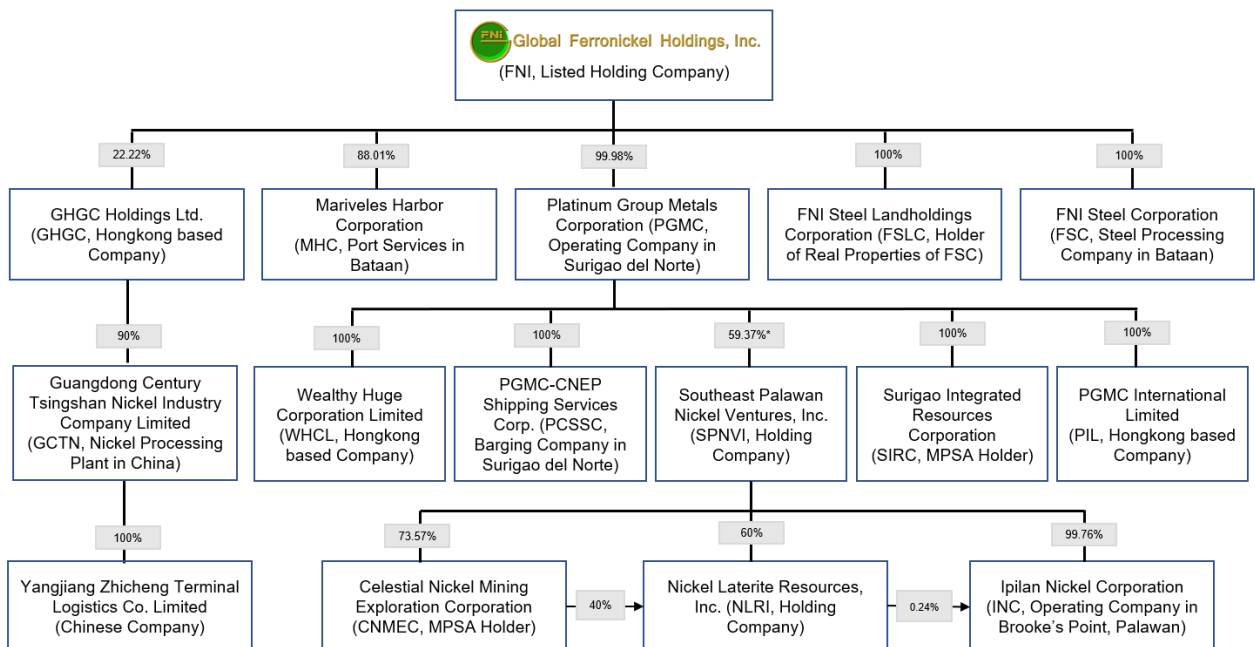 FNi
Global Ferronickel Holdings, Inc.
(FNI, Listed Holding Company)
22.22%
88.01%
99.98%
100%
100%
GHGC Holdings Ltd.
(GHGC, Hongkong based
Company)
Mariveles Harbor
Corporation
(MHC, Port Services in
Bataan)
Platinum Group Metals
Corporation (PGMC,
Operating Company in
Surigao del Norte)
FNI Steel Landholdings
Corporation (FSLC, Holder
of Real Properties of FSC)
FNI Steel Corporation
(FSC, Steel Processing
Company in Bataan)
90%
100%
100%
59.37%*
100%
100%
Guangdong Century
Tsingshan Nickel Industry
Company Limited
(GCTN, Nickel Processing
Plant in China)
Wealthy Huge
Corporation Limited
(WHCL, Hongkong
based Company)
PGMC-CNEP
Shipping Services
Corp. (PCSSC,
Barging Company in
Surigao del Norte)
Southeast Palawan
Nickel Ventures, Inc.
(SPNVI, Holding
Company)
Surigao Integrated
Resources
Corporation
(SIRC, MPSA Holder)
PGMC International
Limited
(PIL, Hongkong based
Company)
100%
73.57%
60%
99.76%
Yangjiang Zhicheng Terminal
Logistics Co. Limited
(Chinese Company)
Celestial Nickel Mining
Exploration Corporation
(CNMEC, MPSA Holder)
40%
Nickel Laterite Resources,
Inc. (NLRI, Holding
Company)
0.24%
Ipilan Nickel Corporation
(INC, Operating Company in
Brooke's Point, Palawan)